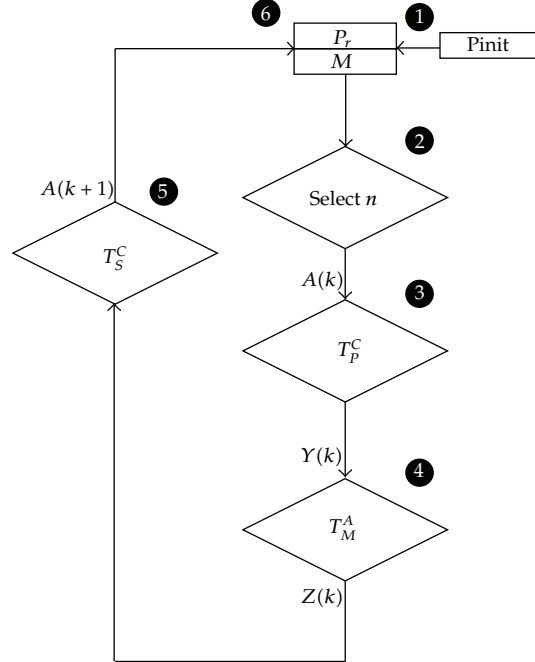 6
1
P_r
M
Pinit
2
Select n
A(k)
3
T_P^C
Y(k)
4
T_M^A
Z(k)
5
A(k + 1)
T_S^C